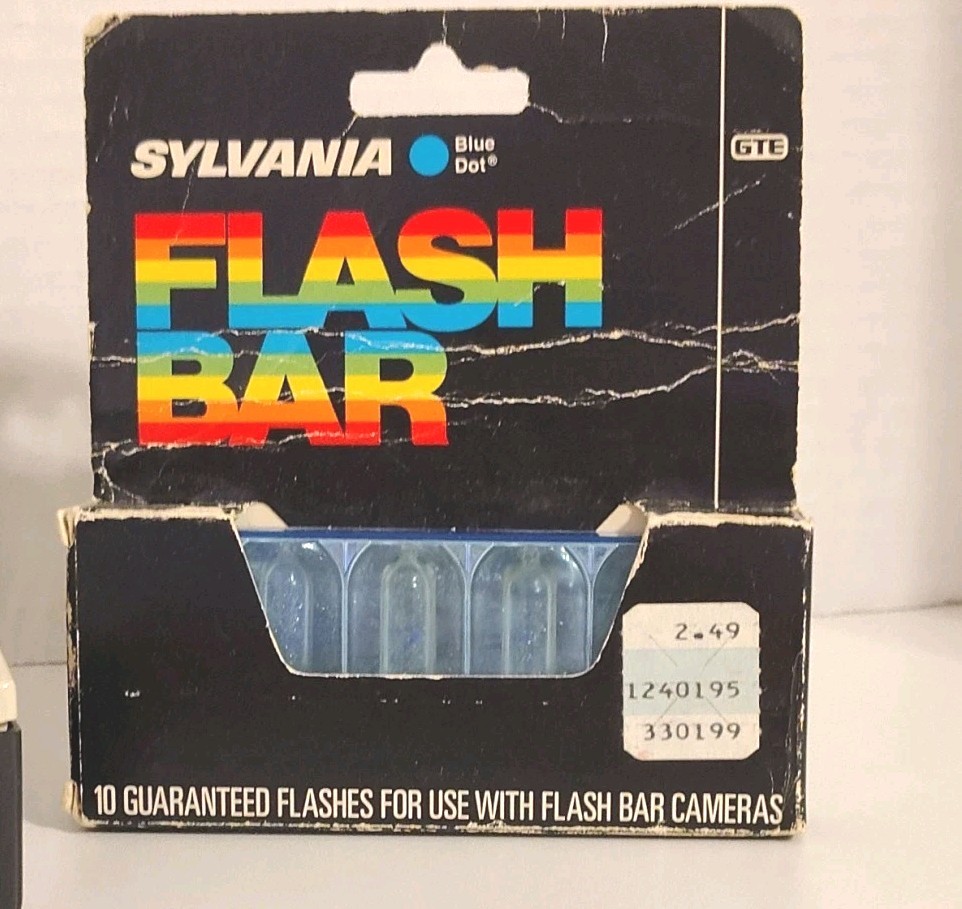 SYLVANIA Blue Dot®
GTE
FLASH
BAR
2.49
1240195
330199
10 GUARANTEED FLASHES FOR USE WITH FLASH BAR CAMERAS